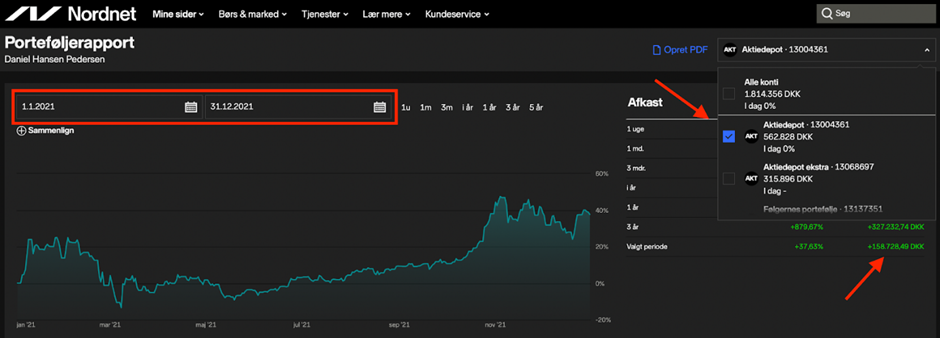 Nordnet
Mine sider
Børs & marked
Tjenester
Lær mere
Kundeservice
Søg
Porteføljerapport
Daniel Hansen Pedersen
Opret PDF
AKT Aktiedepot · 13004361
1.1.2021
31.12.2021
1u 1m 3m i år 1 år 3 år 5 år
Sammenlign
Afkast
1 uge
1 md.
3 mdr.
i år
1 år
3 år +879,67% +327.232,74 DKK
Valgt periode +37,63% +158.728,49 DKK
Alle konti
1.814.356 DKK
I dag 0%
AKT Aktiedepot · 13004361
562.828 DKK
I dag 0%
AKT Aktiedepot ekstra · 13068697
315.896 DKK
I dag -
Følgernes portefølje · 13137351
60%
40%
20%
0%
-20%
jan '21 mar '21 maj '21 jul '21 sep '21 nov '21